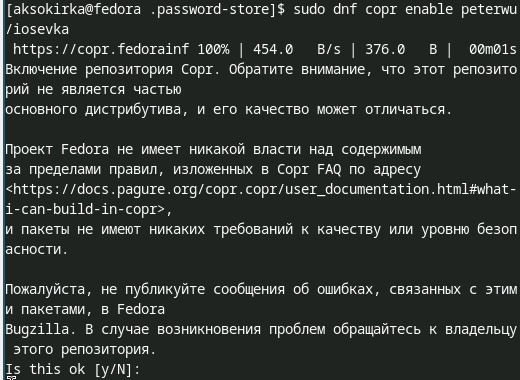 [aksokirka@fedora .password-store]$ sudo dnf copr enable peterwu
/iosevka
 https://copr.fedorainf 100% | 454.0   B/s | 376.0   B |  00m01s
Включение репозитория Copr. Обратите внимание, что этот репозито
рий не является частью
основного дистрибутива, и его качество может отличаться.

Проект Fedora не имеет никакой власти над содержимым
за пределами правил, изложенных в Copr FAQ по адресу
<https://docs.pagure.org/copr.copr/user_documentation.html#what-
i-can-build-in-copr>,
и пакеты не имеют никаких требований к качеству или уровню безоп
асности.

Пожалуйста, не публикуйте сообщения об ошибках, связанных с этим
и пакетами, в Fedora
Bugzilla. В случае возникновения проблем обращайтесь к владельцу
 этого репозитория.
Is this ok [y/N]: